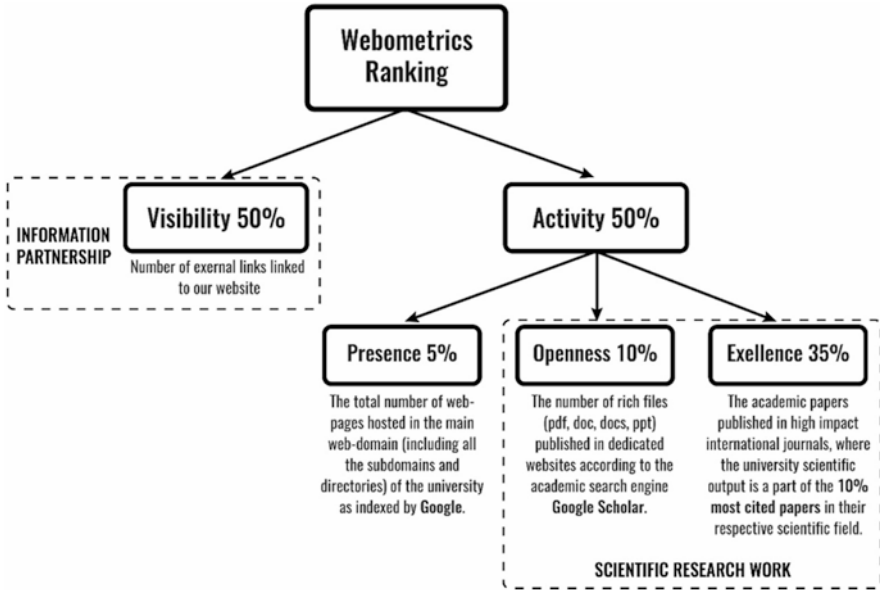 Webometrics
Ranking
INFORMATION
PARTNERSHIP
Visibility 50%
Number of exernal links linked
to our website
Activity 50%
Presence 5%
The total number of web-
pages hosted in the main
web-domain (including all
the subdomains and
directories) of the university
as indexed by Google.
Openness 10%
The number of rich files
(pdf, doc, docs, ppt)
published in dedicated
websites according to the
academic search engine
Google Scholar.
Exellence 35%
The academic papers
published in high impact
international journals, where
the university scientific
output is a part of the 10%
most cited papers in their
respective scientific field.
SCIENTIFIC RESEARCH WORK